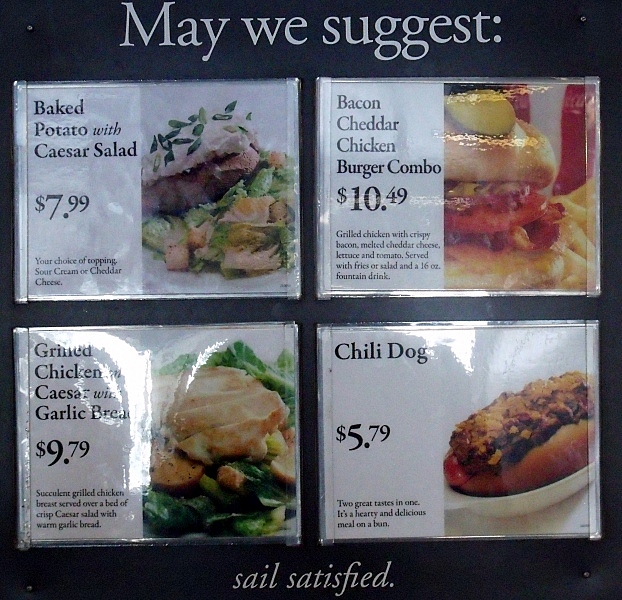 May we suggest:
Baked
Potato with
Caesar Salad
$7.99
Your choice of topping.
Sour Cream or Cheddar
Cheese.
Bacon
Cheddar
Chicken
Burger Combo
$10.49
Grilled chicken with crispy
bacon, melted cheddar cheese,
lettuce and tomato. Served
with fries or salad and a 16 oz.
fountain drink.
Grilled
Chicken
Caesar with
Garlic Bread
$9.79
Succulent grilled chicken
breast served over a bed of
crisp Caesar salad with
warm garlic bread.
Chili Dog
$5.79
Two great tastes in one.
It's a hearty and delicious
meal on a bun.
sail satisfied.